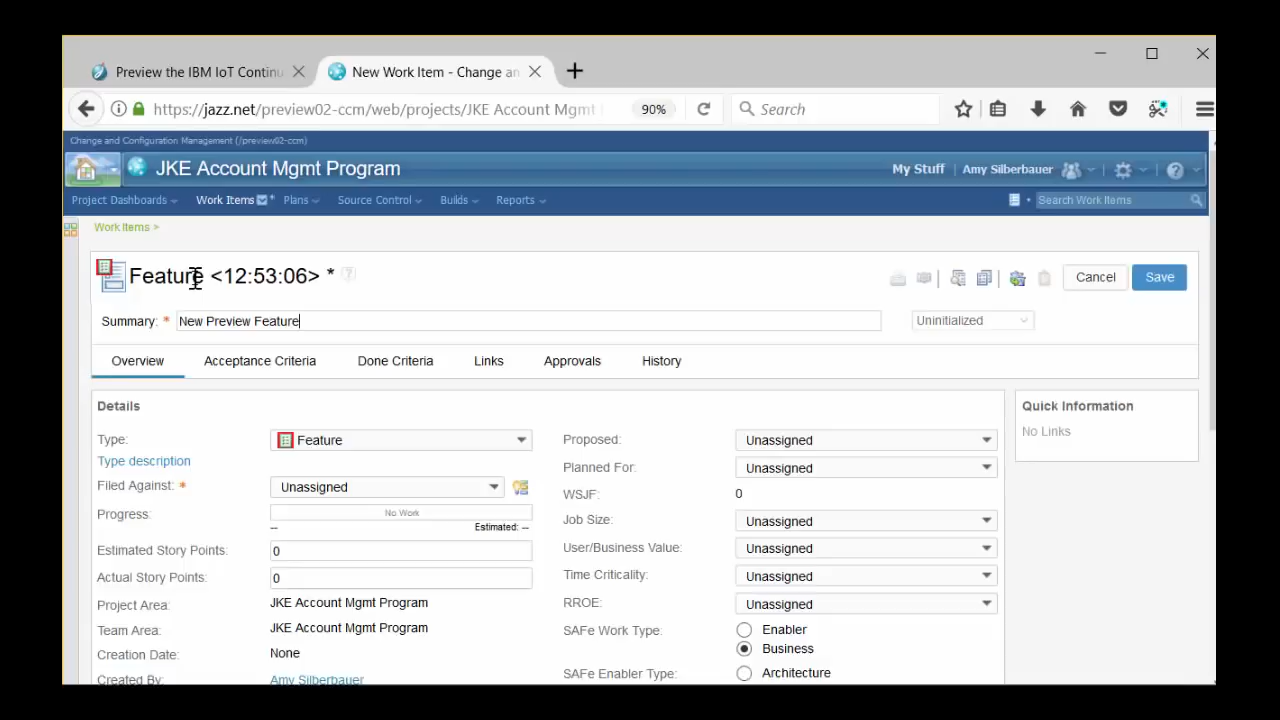 Preview the IBM IoT Continu
New Work Item - Change an
https://jazz.net/preview02-ccm/web/projects/JKE Account Mgmt
90%
Search
Change and Configuration Management (/preview02-ccm)
JKE Account Mgmt Program
My Stuff
Amy Silberbauer
Project Dashboards
Work Items
Plans
Source Control
Builds
Reports
Search Work Items
Work Items >
Feature <12:53:06> *
?
Cancel
Save
Summary: * New Preview Feature
Uninitialized
Overview
Acceptance Criteria
Done Criteria
Links
Approvals
History
Details
Type: Feature
Type description
Filed Against: * Unassigned
Progress: No Work
-- Estimated: --
Estimated Story Points: 0
Actual Story Points: 0
Project Area: JKE Account Mgmt Program
Team Area: JKE Account Mgmt Program
Creation Date: None
Created By: Amy Silberbauer
Proposed: Unassigned
Planned For: Unassigned
WSJF: 0
Job Size: Unassigned
User/Business Value: Unassigned
Time Criticality: Unassigned
RROE: Unassigned
SAFe Work Type: Enabler
Business
SAFe Enabler Type: Architecture
Quick Information
No Links